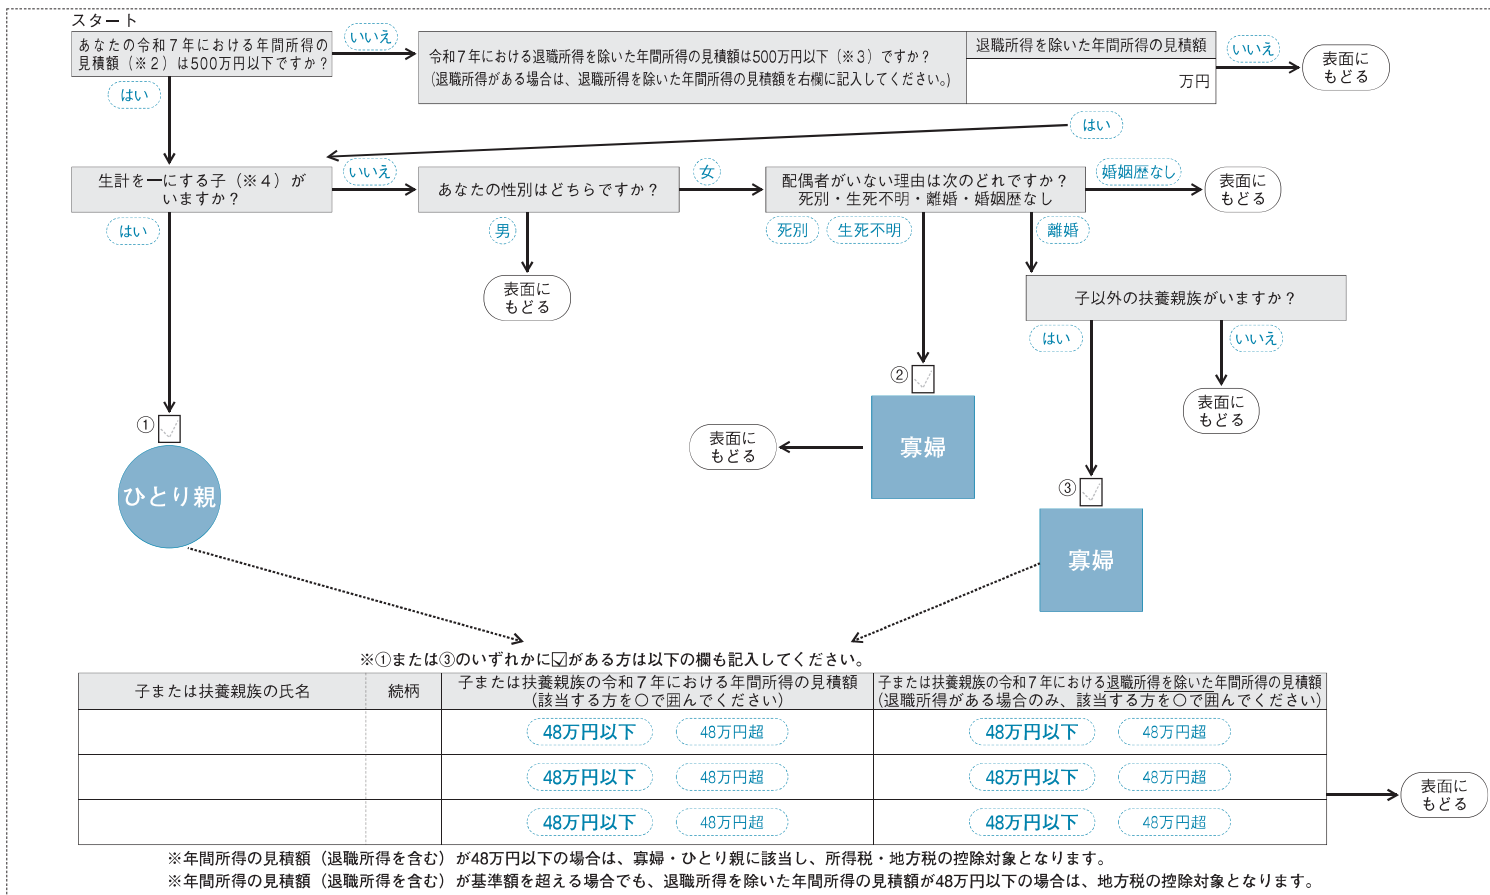 スタート
あなたの令和７年における年間所得の
見積額（※２）は500万円以下ですか？
いいえ
令和７年における退職所得を除いた年間所得の見積額は500万円以下（※３）ですか？
（退職所得がある場合は、退職所得を除いた年間所得の見積額を右欄に記入してください。）
退職所得を除いた年間所得の見積額
万円
いいえ
表面に
もどる
はい
はい
生計を一にする子（※４）が
いますか？
いいえ
あなたの性別はどちらですか？
女
配偶者がいない理由は次のどれですか？
死別・生死不明・離婚・婚姻歴なし
婚姻歴なし
表面に
もどる
はい
男
死別
生死不明
離婚
表面に
もどる
子以外の扶養親族がいますか？
はい
いいえ
②
表面に
もどる
①
寡婦
表面に
もどる
ひとり親
③
寡婦
※①または③のいずれかに☑がある方は以下の欄も記入してください。
子または扶養親族の氏名
続柄
子または扶養親族の令和７年における年間所得の見積額
（該当する方を〇で囲んでください）
子または扶養親族の令和７年における退職所得を除いた年間所得の見積額
（退職所得がある場合のみ、該当する方を〇で囲んでください）
48万円以下 48万円超 48万円以下 48万円超
48万円以下 48万円超 48万円以下 48万円超
48万円以下 48万円超 48万円以下 48万円超
表面に
もどる
※年間所得の見積額（退職所得を含む）が48万円以下の場合は、寡婦・ひとり親に該当し、所得税・地方税の控除対象となります。
※年間所得の見積額（退職所得を含む）が基準額を超える場合でも、退職所得を除いた年間所得の見積額が48万円以下の場合は、地方税の控除対象となります。